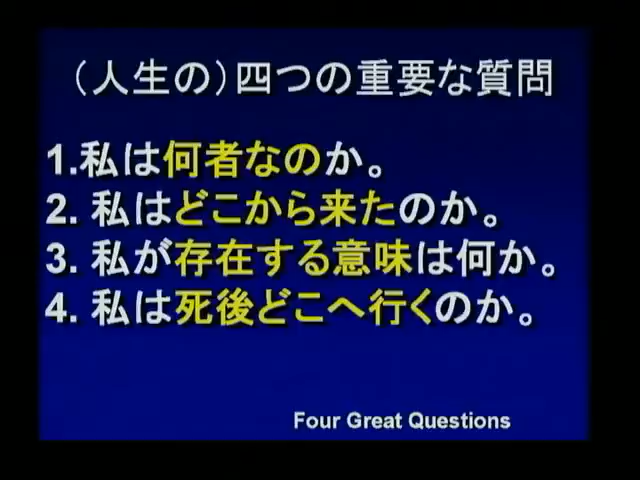 （人生の）四つの重要な質問
1.私は何者なのか。
2. 私はどこから来たのか。
3. 私が存在する意味は何か。
4. 私は死後どこへ行くのか。
Four Great Questions